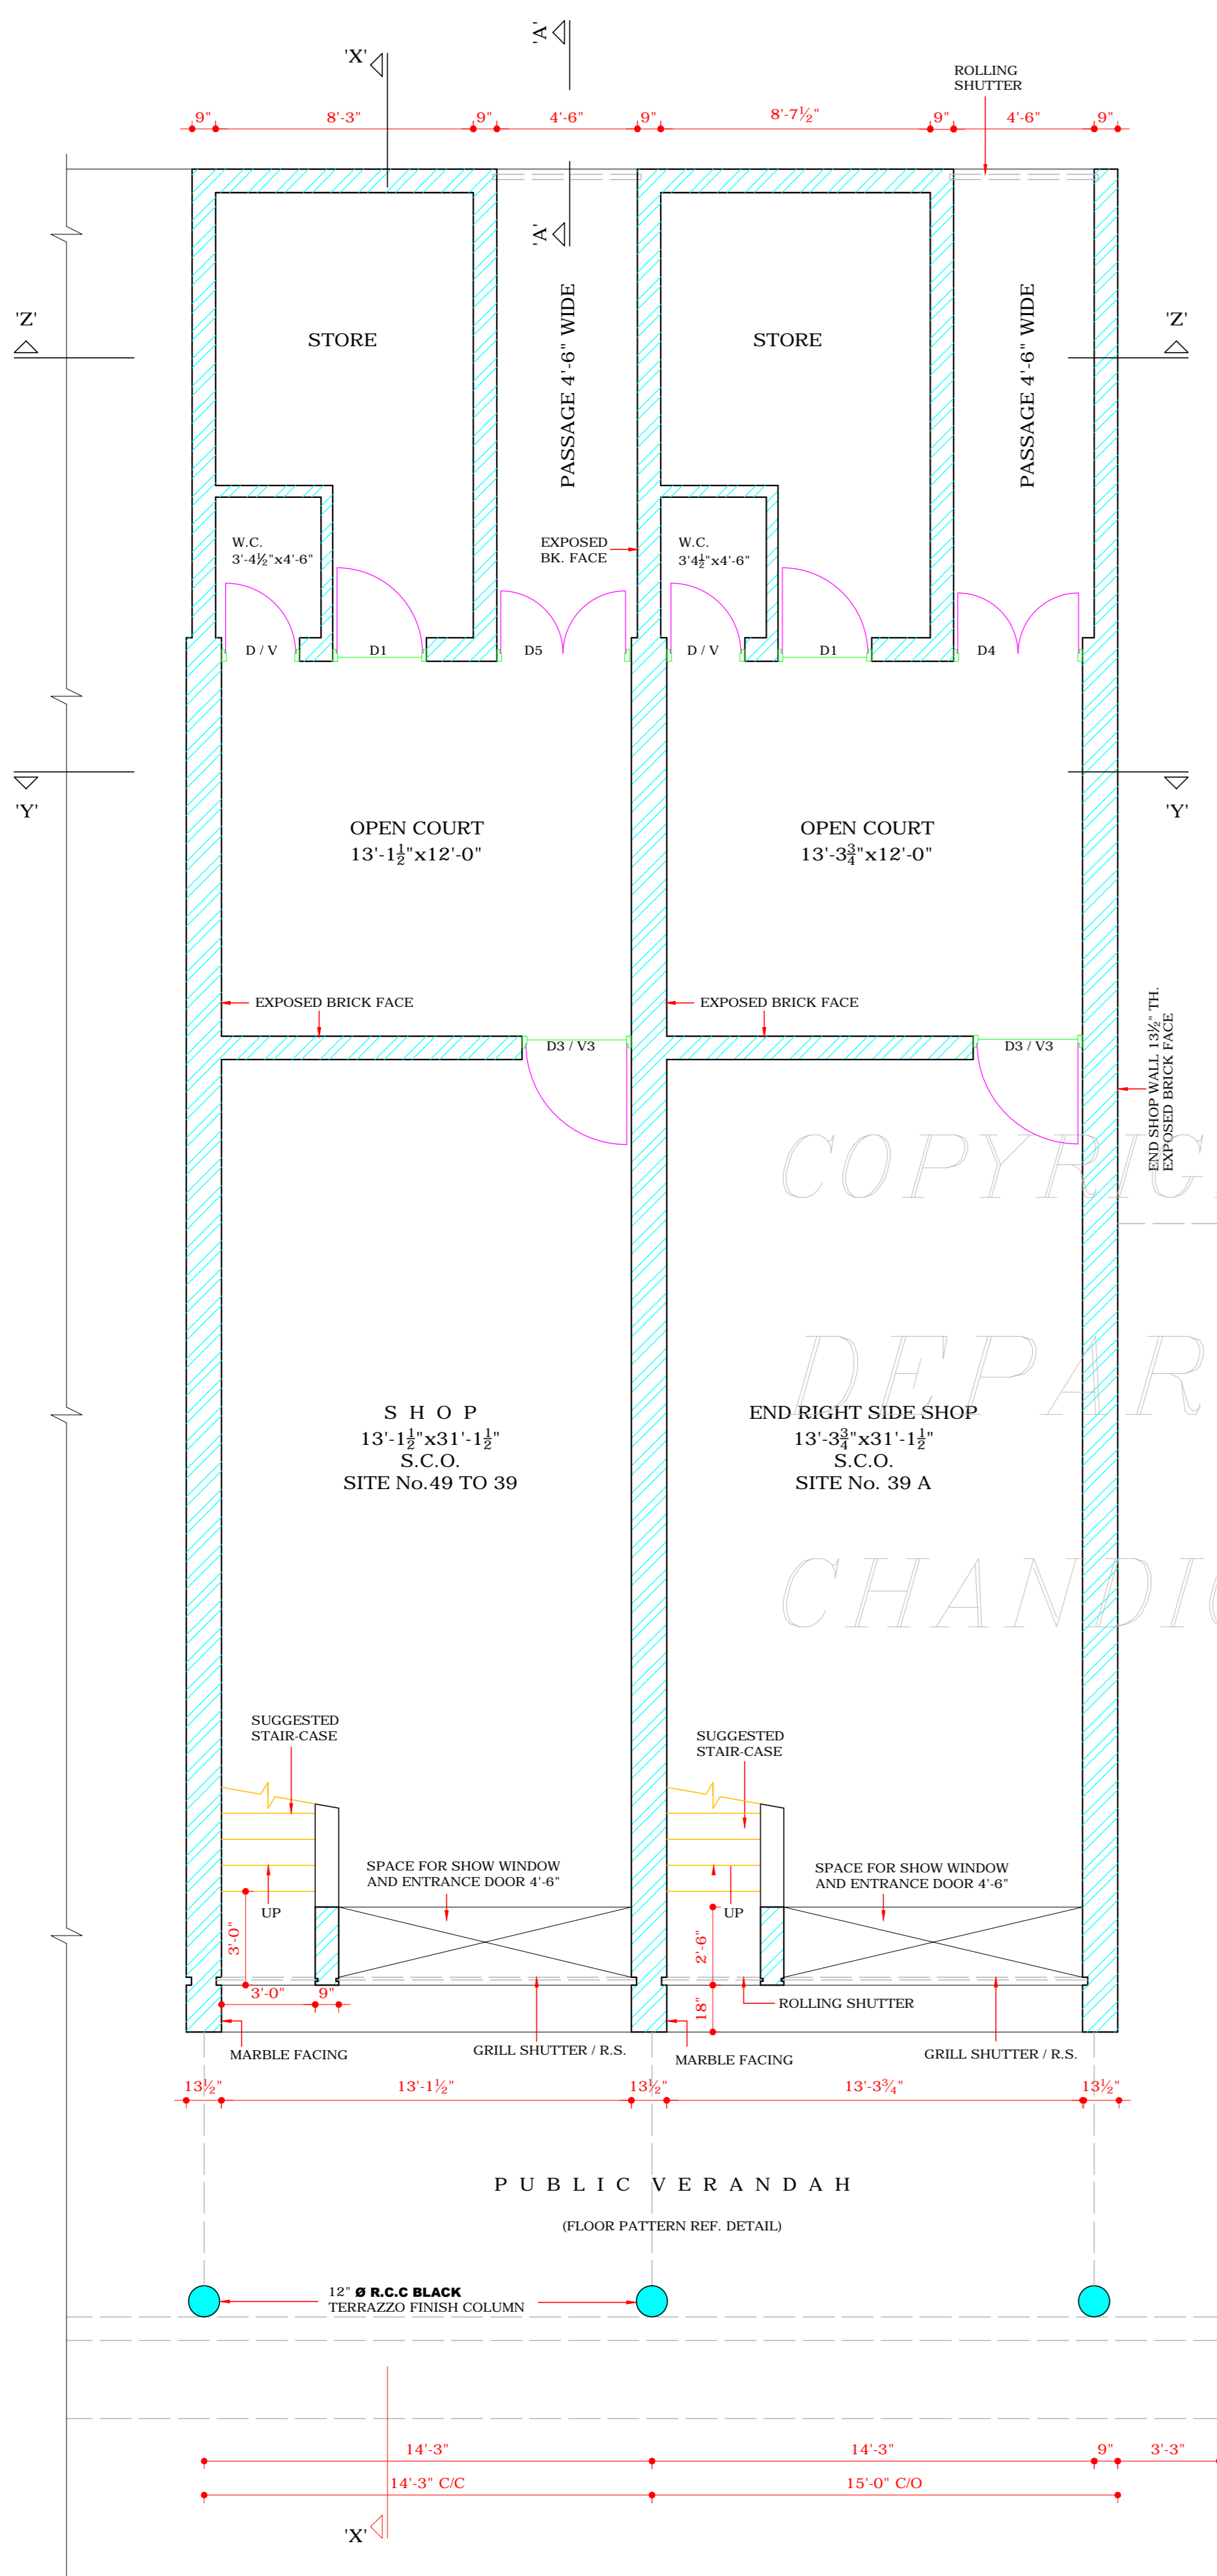 'A'
'X'
ROLLING
SHUTTER
9" 8'-3" 9" 4'-6" 9" 8'-7½" 9" 4'-6" 9"
'A'
'Z' 'Z'
STORE
PASSAGE 4'-6" WIDE
STORE
PASSAGE 4'-6" WIDE
W.C.
3'-4½"x4'-6"
EXPOSED
BK. FACE
W.C.
3'4½"x4'-6"
D / V D1 D5 D / V D1 D4
'Y' 'Y'
OPEN COURT
13'-1½"x12'-0"
OPEN COURT
13'-3¾"x12'-0"
EXPOSED BRICK FACE
EXPOSED BRICK FACE
END SHOP WALL 13½" TH.
EXPOSED BRICK FACE
D3 / V3 D3 / V3
COPYRIG
DEPAR
S H O P
13'-1½"x31'-1½"
S.C.O.
SITE No.49 TO 39
END RIGHT SIDE SHOP
13'-3¾"x31'-1½"
S.C.O.
SITE No. 39 A
CHANDIG
SUGGESTED
STAIR-CASE
SUGGESTED
STAIR-CASE
SPACE FOR SHOW WINDOW
AND ENTRANCE DOOR 4'-6"
SPACE FOR SHOW WINDOW
AND ENTRANCE DOOR 4'-6"
UP
UP
3'-0"
2'-6"
3'-0" 9"
18"
ROLLING SHUTTER
MARBLE FACING
GRILL SHUTTER / R.S.
MARBLE FACING
GRILL SHUTTER / R.S.
13½" 13'-1½" 13½" 13'-3¾" 13½"
P U B L I C V E R A N D A H
(FLOOR PATTERN REF. DETAIL)
12" Ø R.C.C BLACK
TERRAZZO FINISH COLUMN
14'-3" 14'-3" 9" 3'-3"
14'-3" C/C 15'-0" C/O
'X'